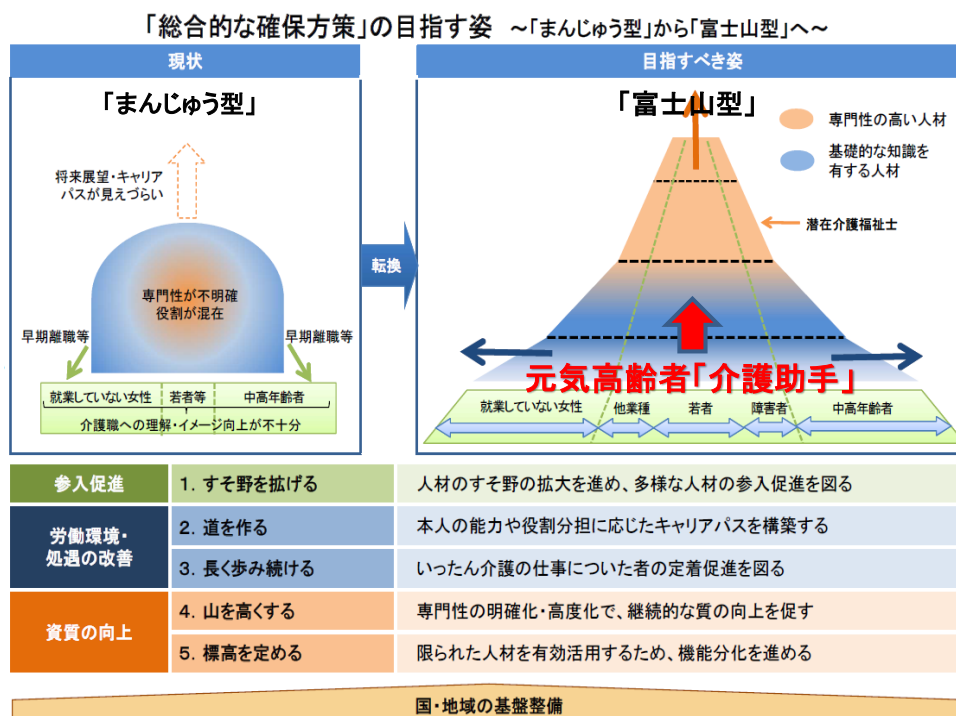 「総合的な確保方策」の目指す姿 ~「まんじゅう型」から「富士山型」へ~
現状
「まんじゅう型」
将来展望・キャリア
パスが見えづらい
専門性が不明確
役割が混在
早期離職等
早期離職等
就業していない女性
若者等
中高年齢者
介護職への理解・イメージ向上が不十分
転換
目指すべき姿
「富士山型」
専門性の高い人材
基礎的な知識を
有する人材
潜在介護福祉士
元気高齢者「介護助手」
就業していない女性
他業種
若者
障害者
中高年齢者
参入促進
1. すそ野を拡げる
人材のすそ野の拡大を進め、多様な人材の参入促進を図る
労働環境・
処遇の改善
2. 道を作る
本人の能力や役割分担に応じたキャリアパスを構築する
3. 長く歩み続ける
いったん介護の仕事についた者の定着促進を図る
資質の向上
4. 山を高くする
専門性の明確化・高度化で、継続的な質の向上を促す
5. 標高を定める
限られた人材を有効活用するため、機能分化を進める
国・地域の基盤整備